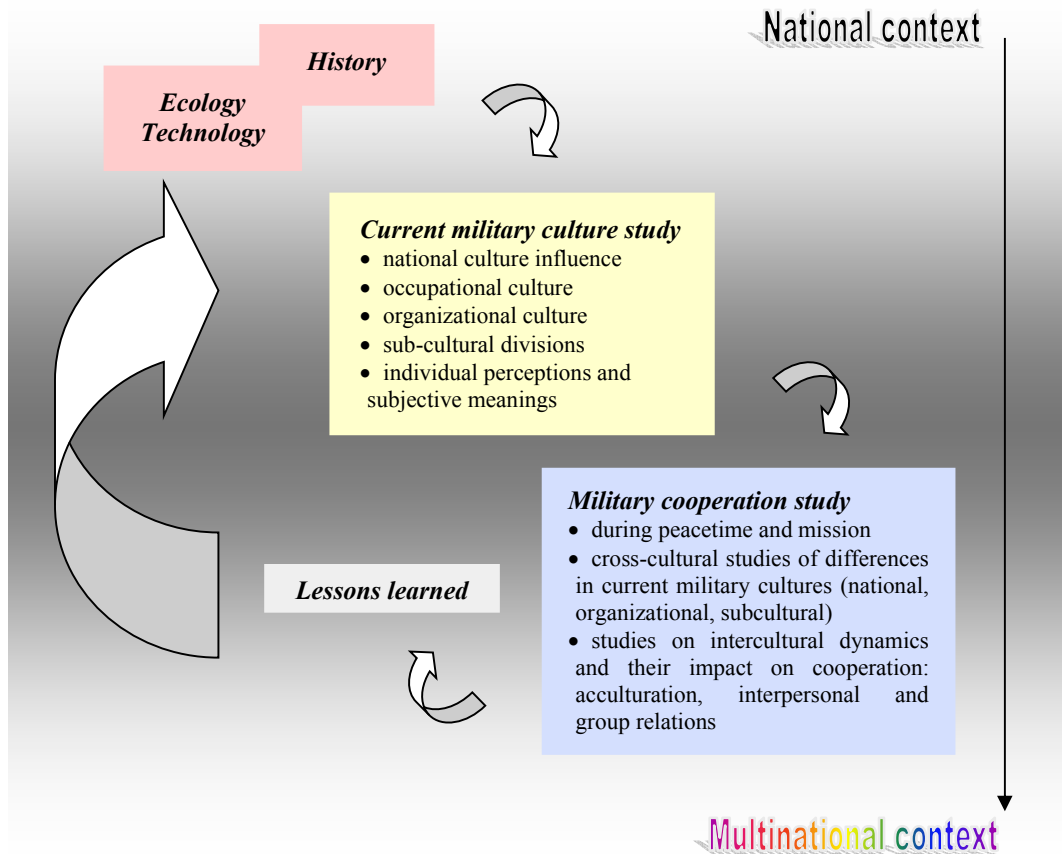 National context
History
Ecology
Technology
Current military culture study
• national culture influence
• occupational culture
• organizational culture
• sub-cultural divisions
• individual perceptions and
subjective meanings
Military cooperation study
• during peacetime and mission
• cross-cultural studies of differences
in current military cultures (national,
organizational, subcultural)
• studies on intercultural dynamics
and their impact on cooperation:
acculturation, interpersonal and
group relations
Lessons learned
Multinational context